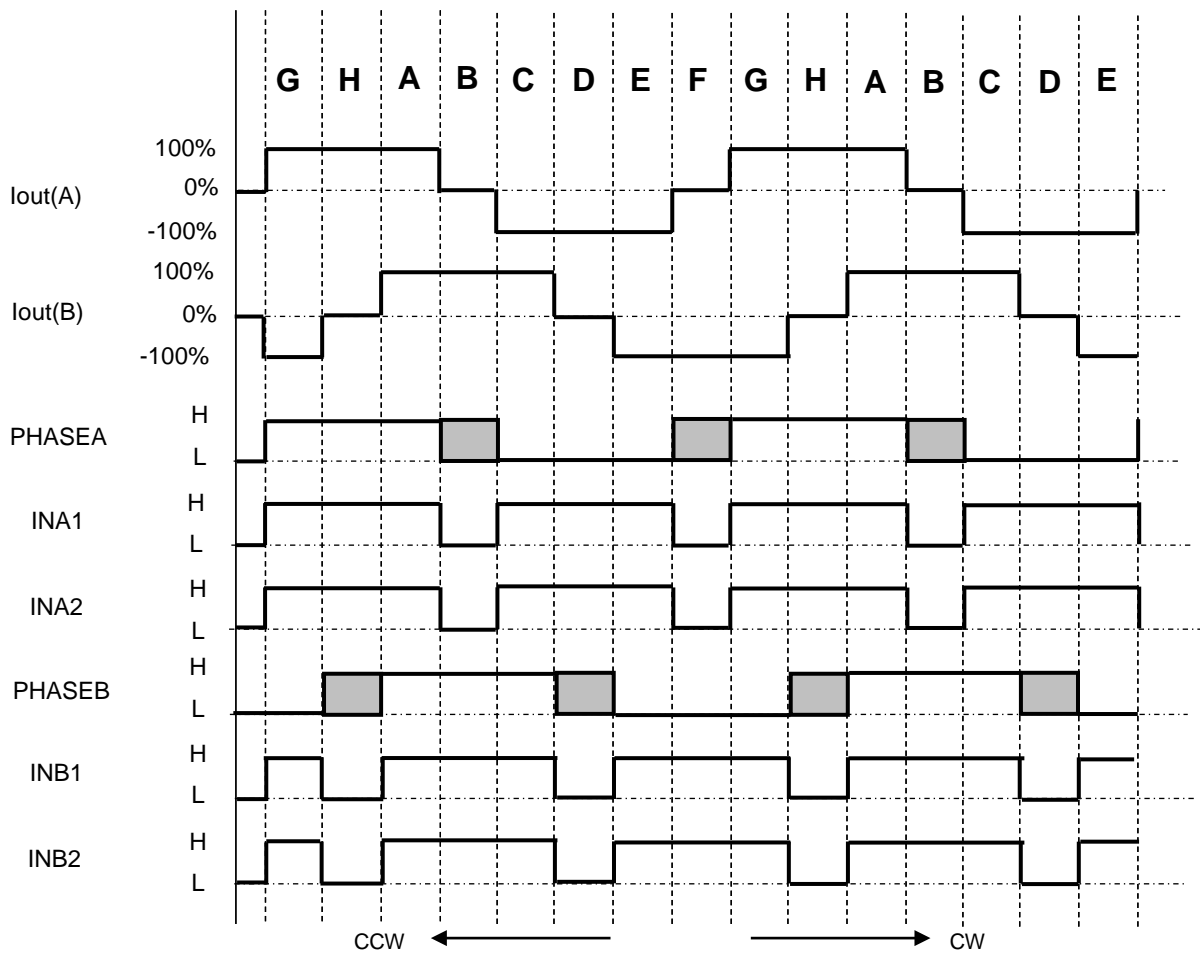 G H A B C D E F G H A B C D E
100%
Iout(A) 0%
-100%
100%
Iout(B) 0%
-100%
H
PHASEA
L
H
INA1
L
H
INA2
L
H
PHASEB
L
H
INB1
L
H
INB2
L
CCW CW